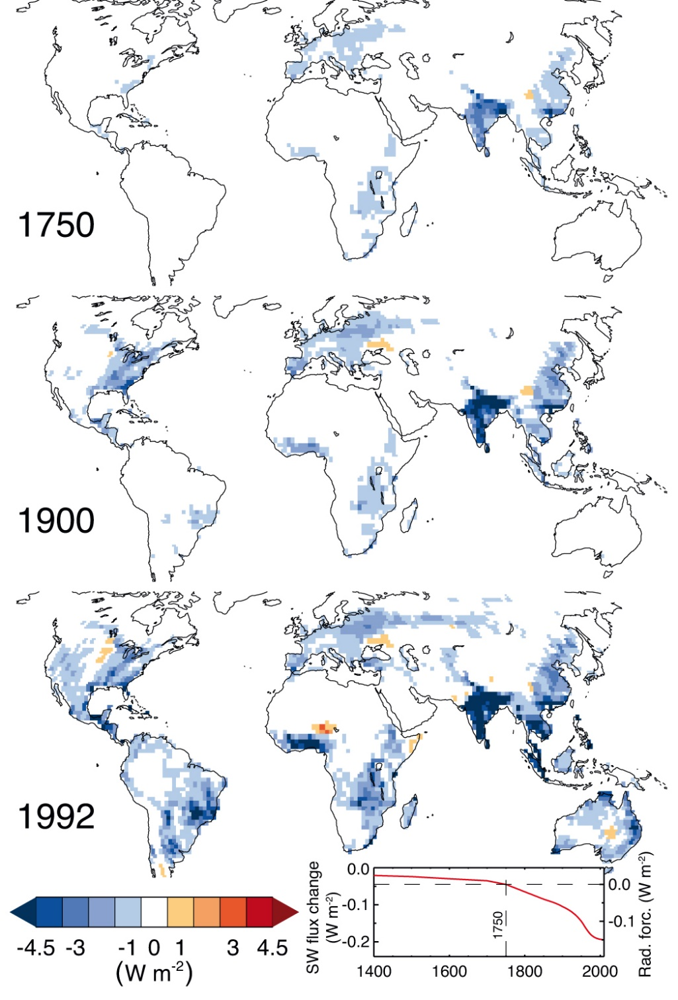 1750
1900
1992
-4.5 -3 -1 0 1 3 4.5
(W m-2)
SW flux change
(W m-2)
0.0
-0.1
-0.2
1750
0.0
-0.1
Rad. forc. (W m-2)
1400 1600 1800 2000